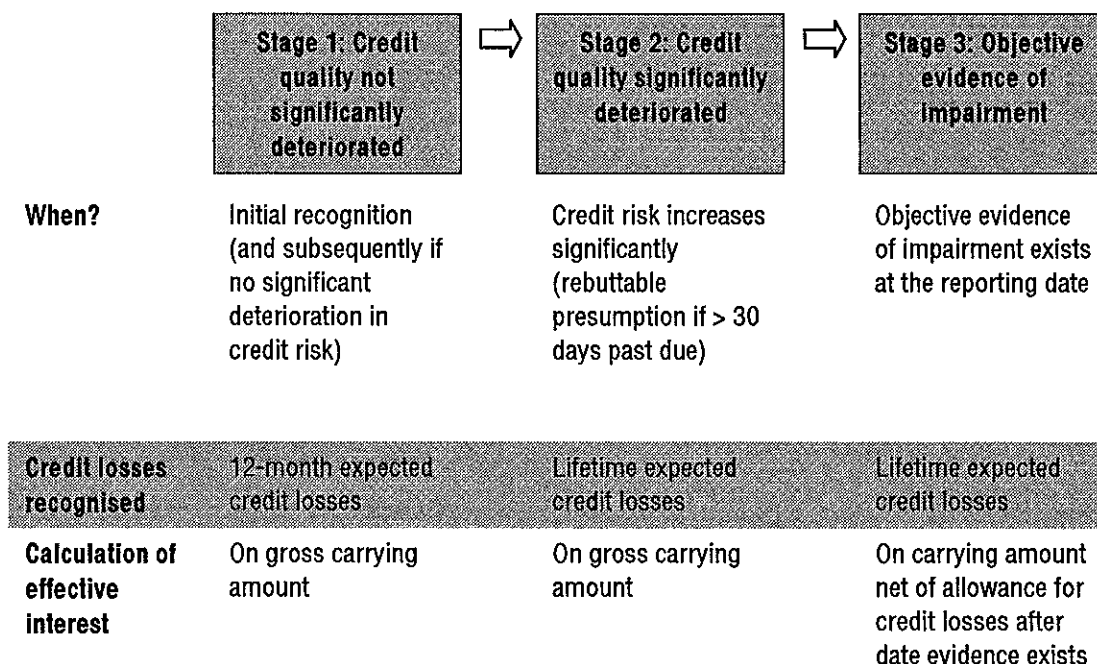 Stage 1: Credit
quality not
significantly
deteriorated
Stage 2: Credit
quality significantly
deteriorated
Stage 3: Objective
evidence of
impairment
When?
Initial recognition
(and subsequently if
no significant
deterioration in
credit risk)
Credit risk increases
significantly
(rebuttable
presumption if > 30
days past due)
Objective evidence
of impairment exists
at the reporting date
Credit losses
recognised
12-month expected
credit losses
Lifetime expected
credit losses
Lifetime expected
credit losses
Calculation of
effective
interest
On gross carrying
amount
On gross carrying
amount
On carrying amount
net of allowance for
credit losses after
date evidence exists